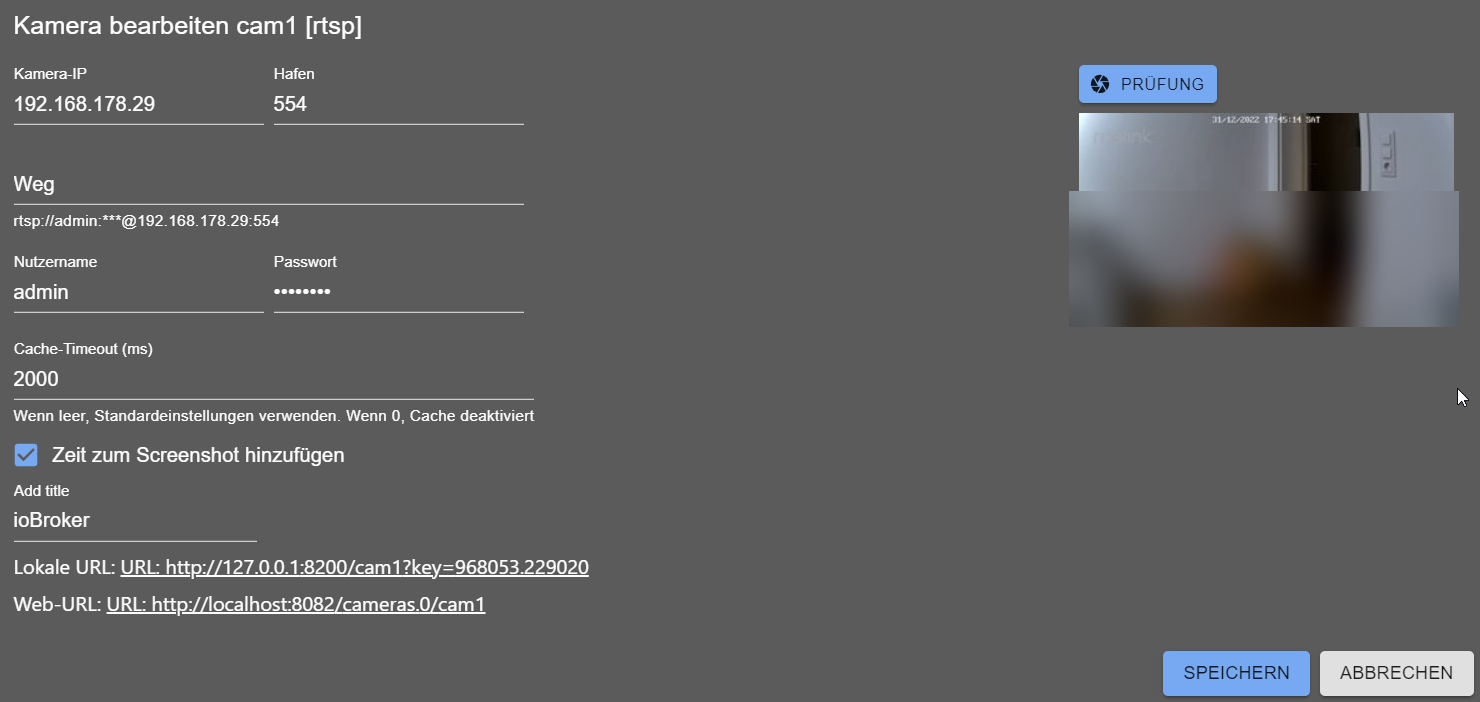 Kamera bearbeiten cam1 [rtsp]
Kamera-IP
Hafen
192.168.178.29
554
PRÜFUNG
31/12/2022 17:45:14 SAT
Weg
rtsp://admin:***@192.168.178.29:554
Nutzername
Passwort
admin
••••••••
Cache-Timeout (ms)
2000
Wenn leer, Standardeinstellungen verwenden. Wenn 0, Cache deaktiviert
Zeit zum Screenshot hinzufügen
Add title
ioBroker
Lokale URL: URL: http://127.0.0.1:8200/cam1?key=968053.229020
Web-URL: URL: http://localhost:8082/cameras.0/cam1
SPEICHERN
ABBRECHEN